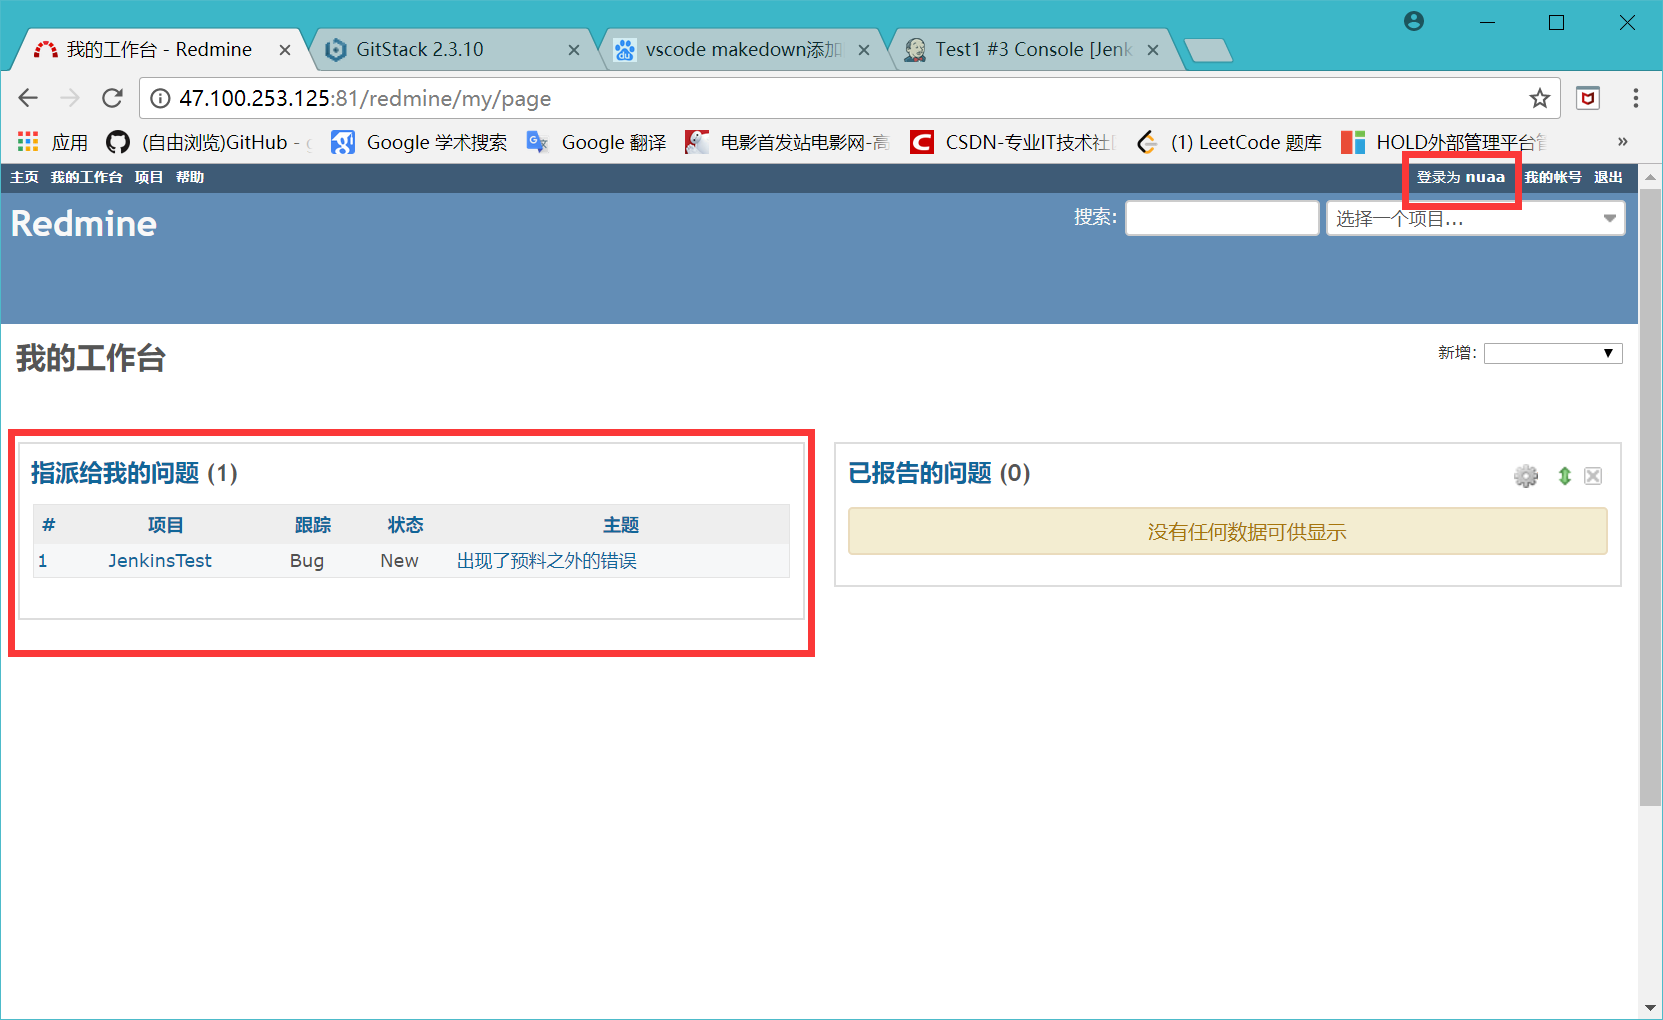 我的工作台 - Redmine
GitStack 2.3.10
vscode makedown添加
Test1 #3 Console [Jenk
47.100.253.125:81/redmine/my/page
应用
(自由浏览)GitHub -
Google 学术搜索
Google 翻译
电影首发站电影网-高
CSDN-专业IT技术社
(1) LeetCode 题库
HOLD外部管理平台管
»
主页 我的工作台 项目 帮助
登录为 nuaa 我的帐号 退出
Redmine
搜索:
选择一个项目...
我的工作台
新增:
指派给我的问题 (1)
# 项目 跟踪 状态 主题
1 JenkinsTest Bug New 出现了预料之外的错误
已报告的问题 (0)
没有任何数据可供显示